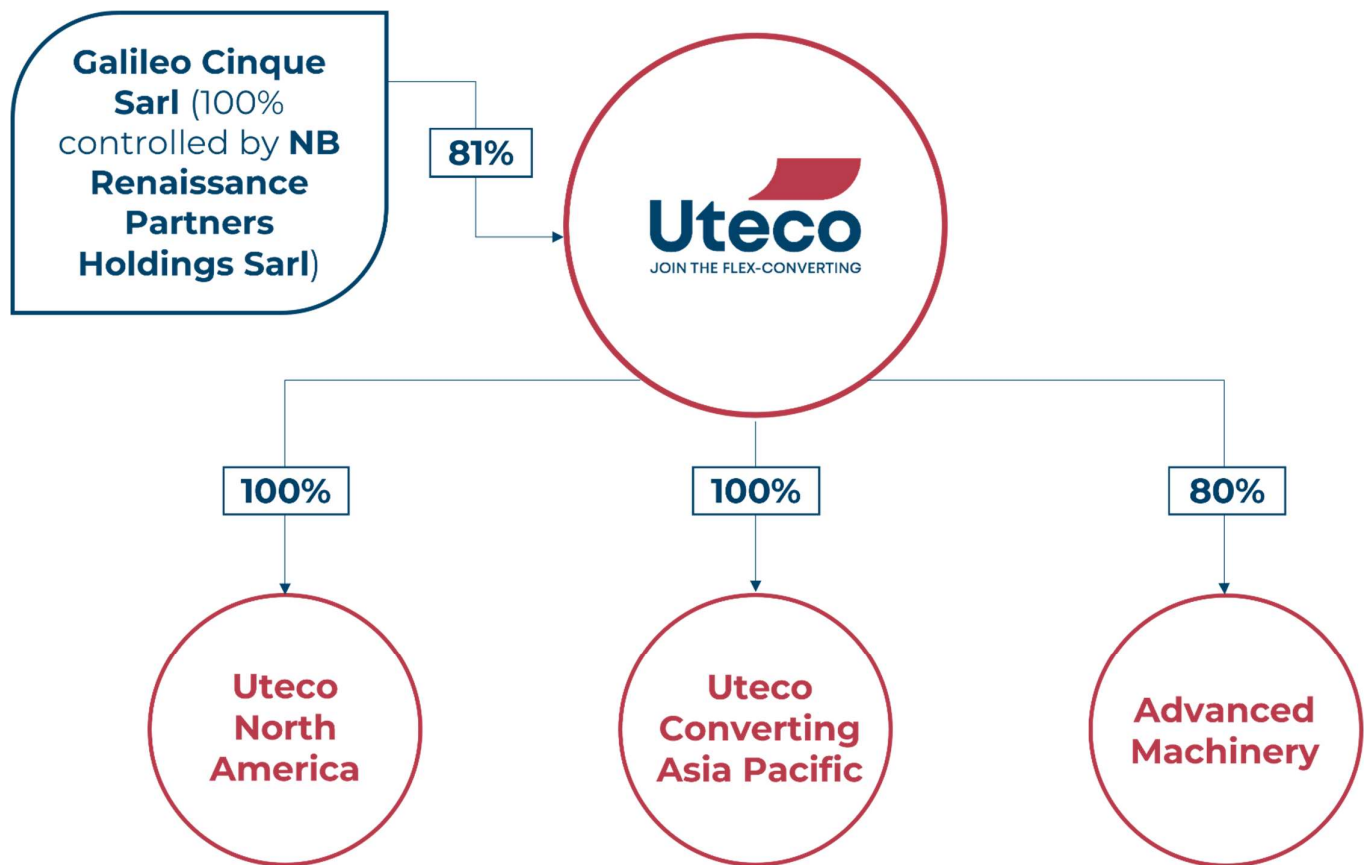 Galileo Cinque
Sarl (100%
controlled by NB
Renaissance
Partners
Holdings Sarl)
81%
Uteco
JOIN THE FLEX-CONVERTING
100%
100%
80%
Uteco
North
America
Uteco
Converting
Asia Pacific
Advanced
Machinery